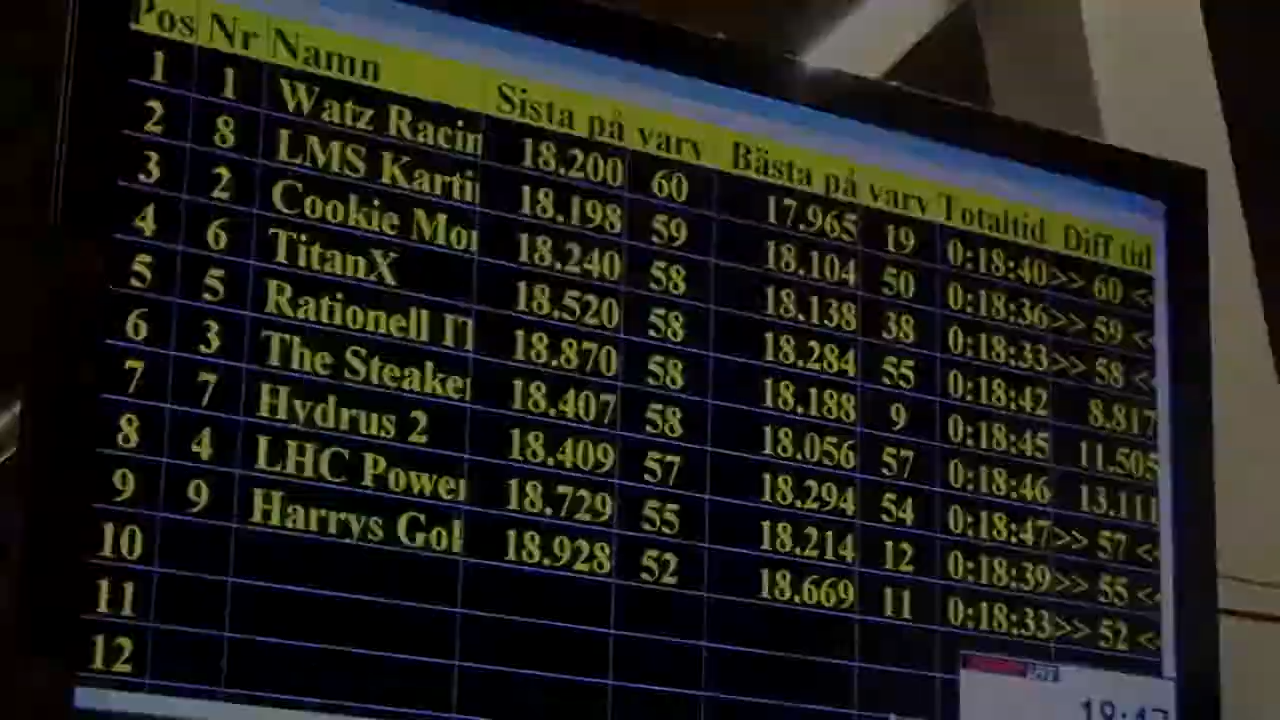 Pos Nr Namn Sista på varv Bästa på varv Totaltid Diff tid
1 1 Watz Racin 18.200 60 17.965 19 0:18:40 >> 60 <
2 8 LMS Karti 18.198 59 18.104 50 0:18:36 >> 59 <
3 2 Cookie Mo 18.240 58 18.138 38 0:18:33 >> 58 <
4 6 TitanX 18.520 58 18.284 55 0:18:42 8.817
5 5 Rationell IT 18.870 58 18.188 9 0:18:45 11.505
6 3 The Steake 18.407 58 18.056 57 0:18:46 13.111
7 7 Hydrus 2 18.409 57 18.294 54 0:18:47 >> 57 <
8 4 LHC Power 18.729 55 18.214 12 0:18:39 >> 55 <
9 9 Harrys Gol 18.928 52 18.669 11 0:18:33 >> 52 <
10
11
12